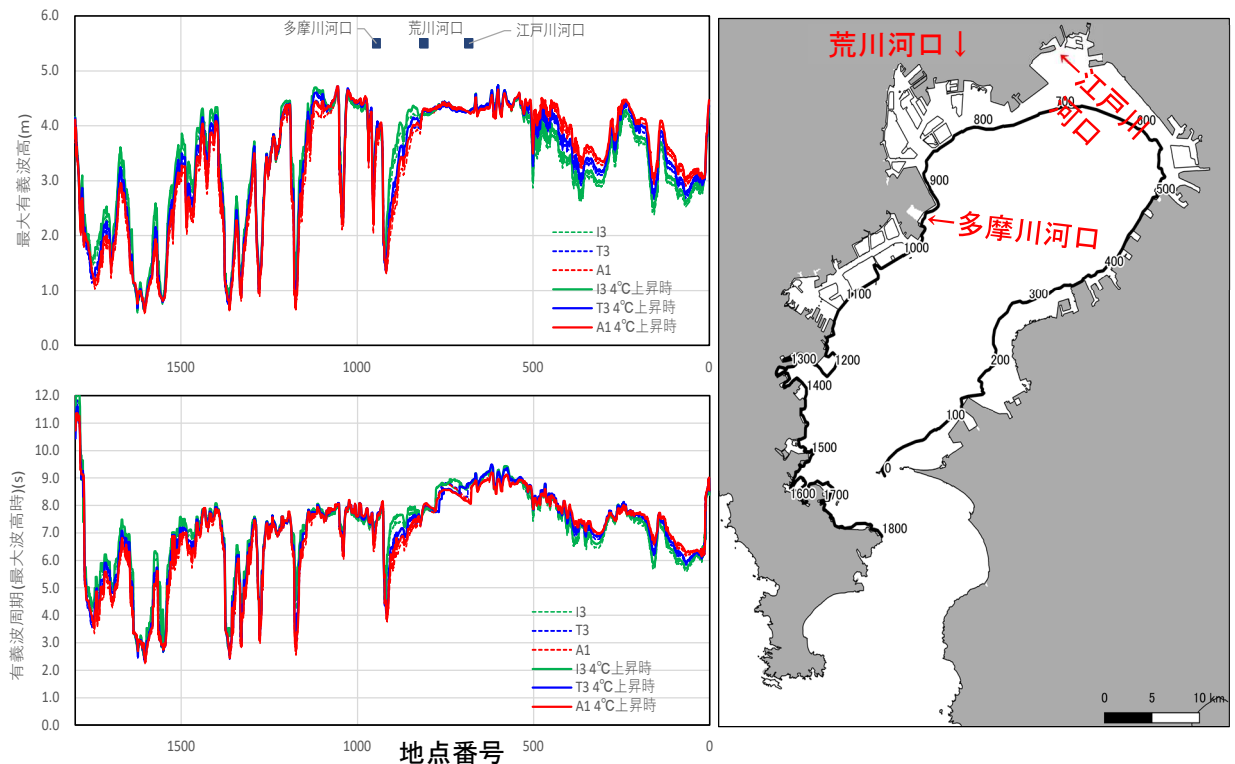 最大有義波高(m)
6.0
5.0
4.0
3.0
2.0
1.0
0.0
多摩川河口
荒川河口
江戸川河口
I3
T3
A1
I3 4℃上昇時
T3 4℃上昇時
A1 4℃上昇時
1500
1000
500
0
有義波周期(最大波高時)(s)
12.0
11.0
10.0
9.0
8.0
7.0
6.0
5.0
4.0
3.0
2.0
1.0
0.0
I3
T3
A1
I3 4℃上昇時
T3 4℃上昇時
A1 4℃上昇時
1500
1000
500
0
地点番号
荒川河口↓
←江戸川
河口
←多摩川河口
800
700
600
500
900
1000
400
300
1100
200
1200
1300
1400
100
1500
0
1600
1700
1800
0 5 10 km